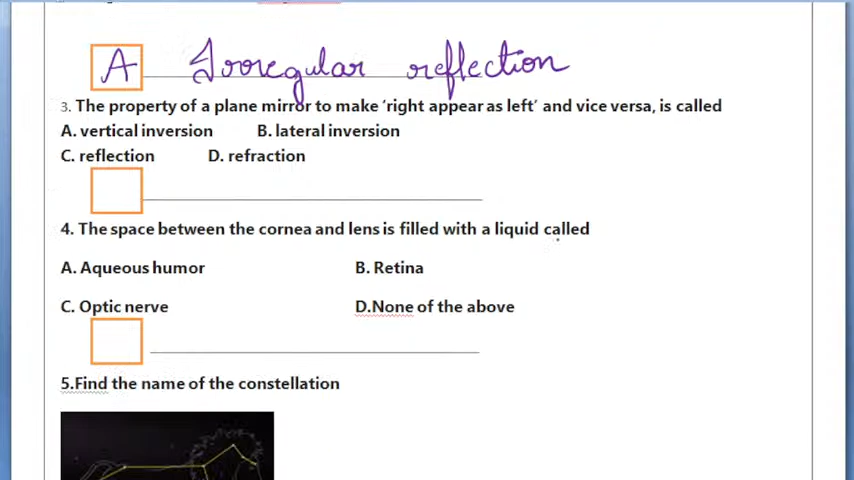 A Irregular reflection
3. The property of a plane mirror to make ‘right appear as left’ and vice versa, is called
A. vertical inversion B. lateral inversion
C. reflection D. refraction
4. The space between the cornea and lens is filled with a liquid called
A. Aqueous humor B. Retina
C. Optic nerve D.None of the above
5.Find the name of the constellation